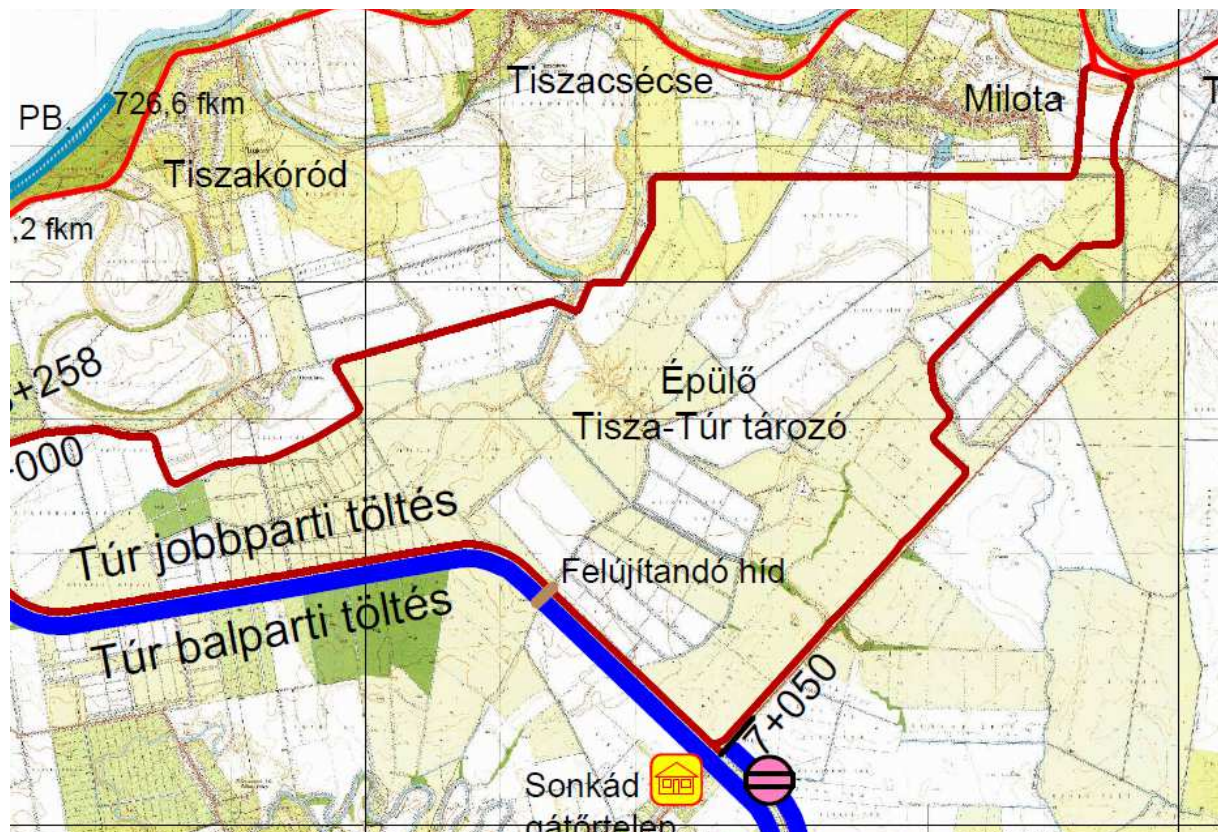 Tiszacsécse
Milota
T
PB.
726,6 fkm
Tiszakóród
,2 fkm
+258
-000
Épülő
Tisza-Túr tározó
Túr jobbparti töltés
Felújítandó híd
Túr balparti töltés
7+050
Sonkád
gátőrtelep